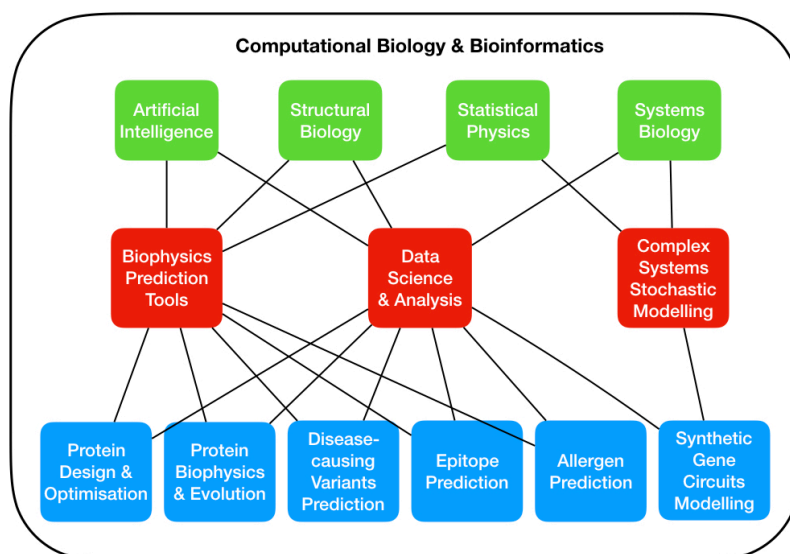 Computational Biology & Bioinformatics
Artificial
Intelligence
Structural
Biology
Statistical
Physics
Systems
Biology
Biophysics
Prediction
Tools
Data
Science
& Analysis
Complex
Systems
Stochastic
Modelling
Protein
Design &
Optimisation
Protein
Biophysics
& Evolution
Disease-
causing
Variants
Prediction
Epitope
Prediction
Allergen
Prediction
Synthetic
Gene
Circuits
Modelling